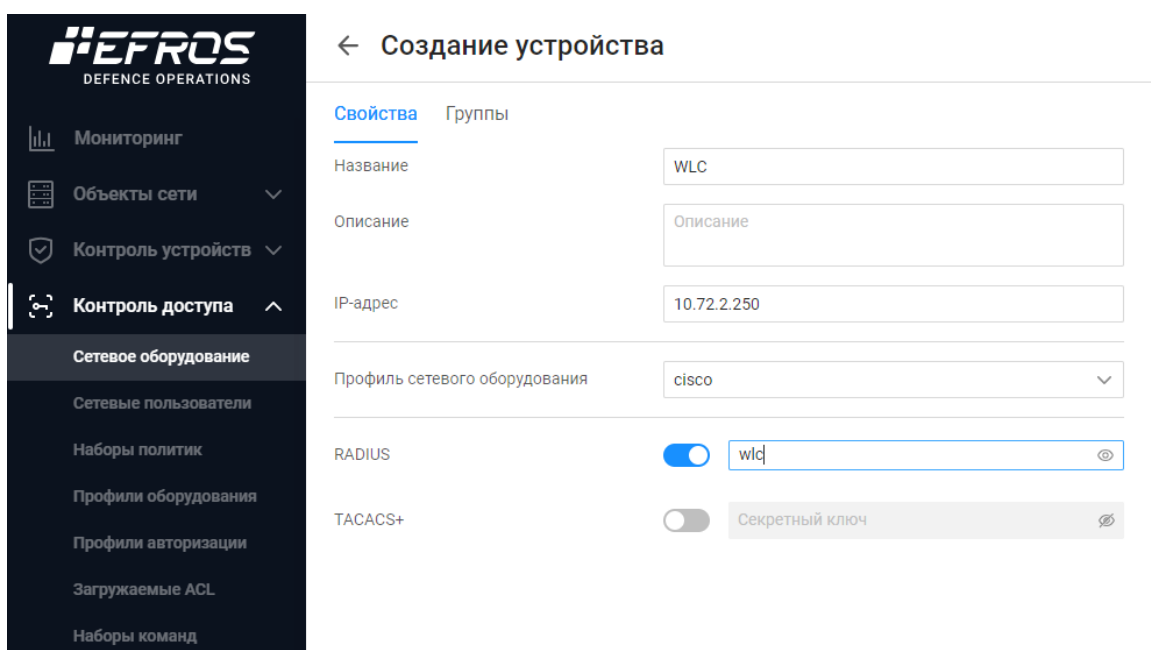 EFROS
DEFENCE OPERATIONS
Мониторинг
Объекты сети
Контроль устройств
Контроль доступа
Сетевое оборудование
Сетевые пользователи
Наборы политик
Профили оборудования
Профили авторизации
Загружаемые ACL
Наборы команд
Создание устройства
Свойства Группы
Название WLC
Описание Описание
IP-адрес 10.72.2.250
Профиль сетевого оборудования cisco
RADIUS wlc
TACACS+ Секретный ключ